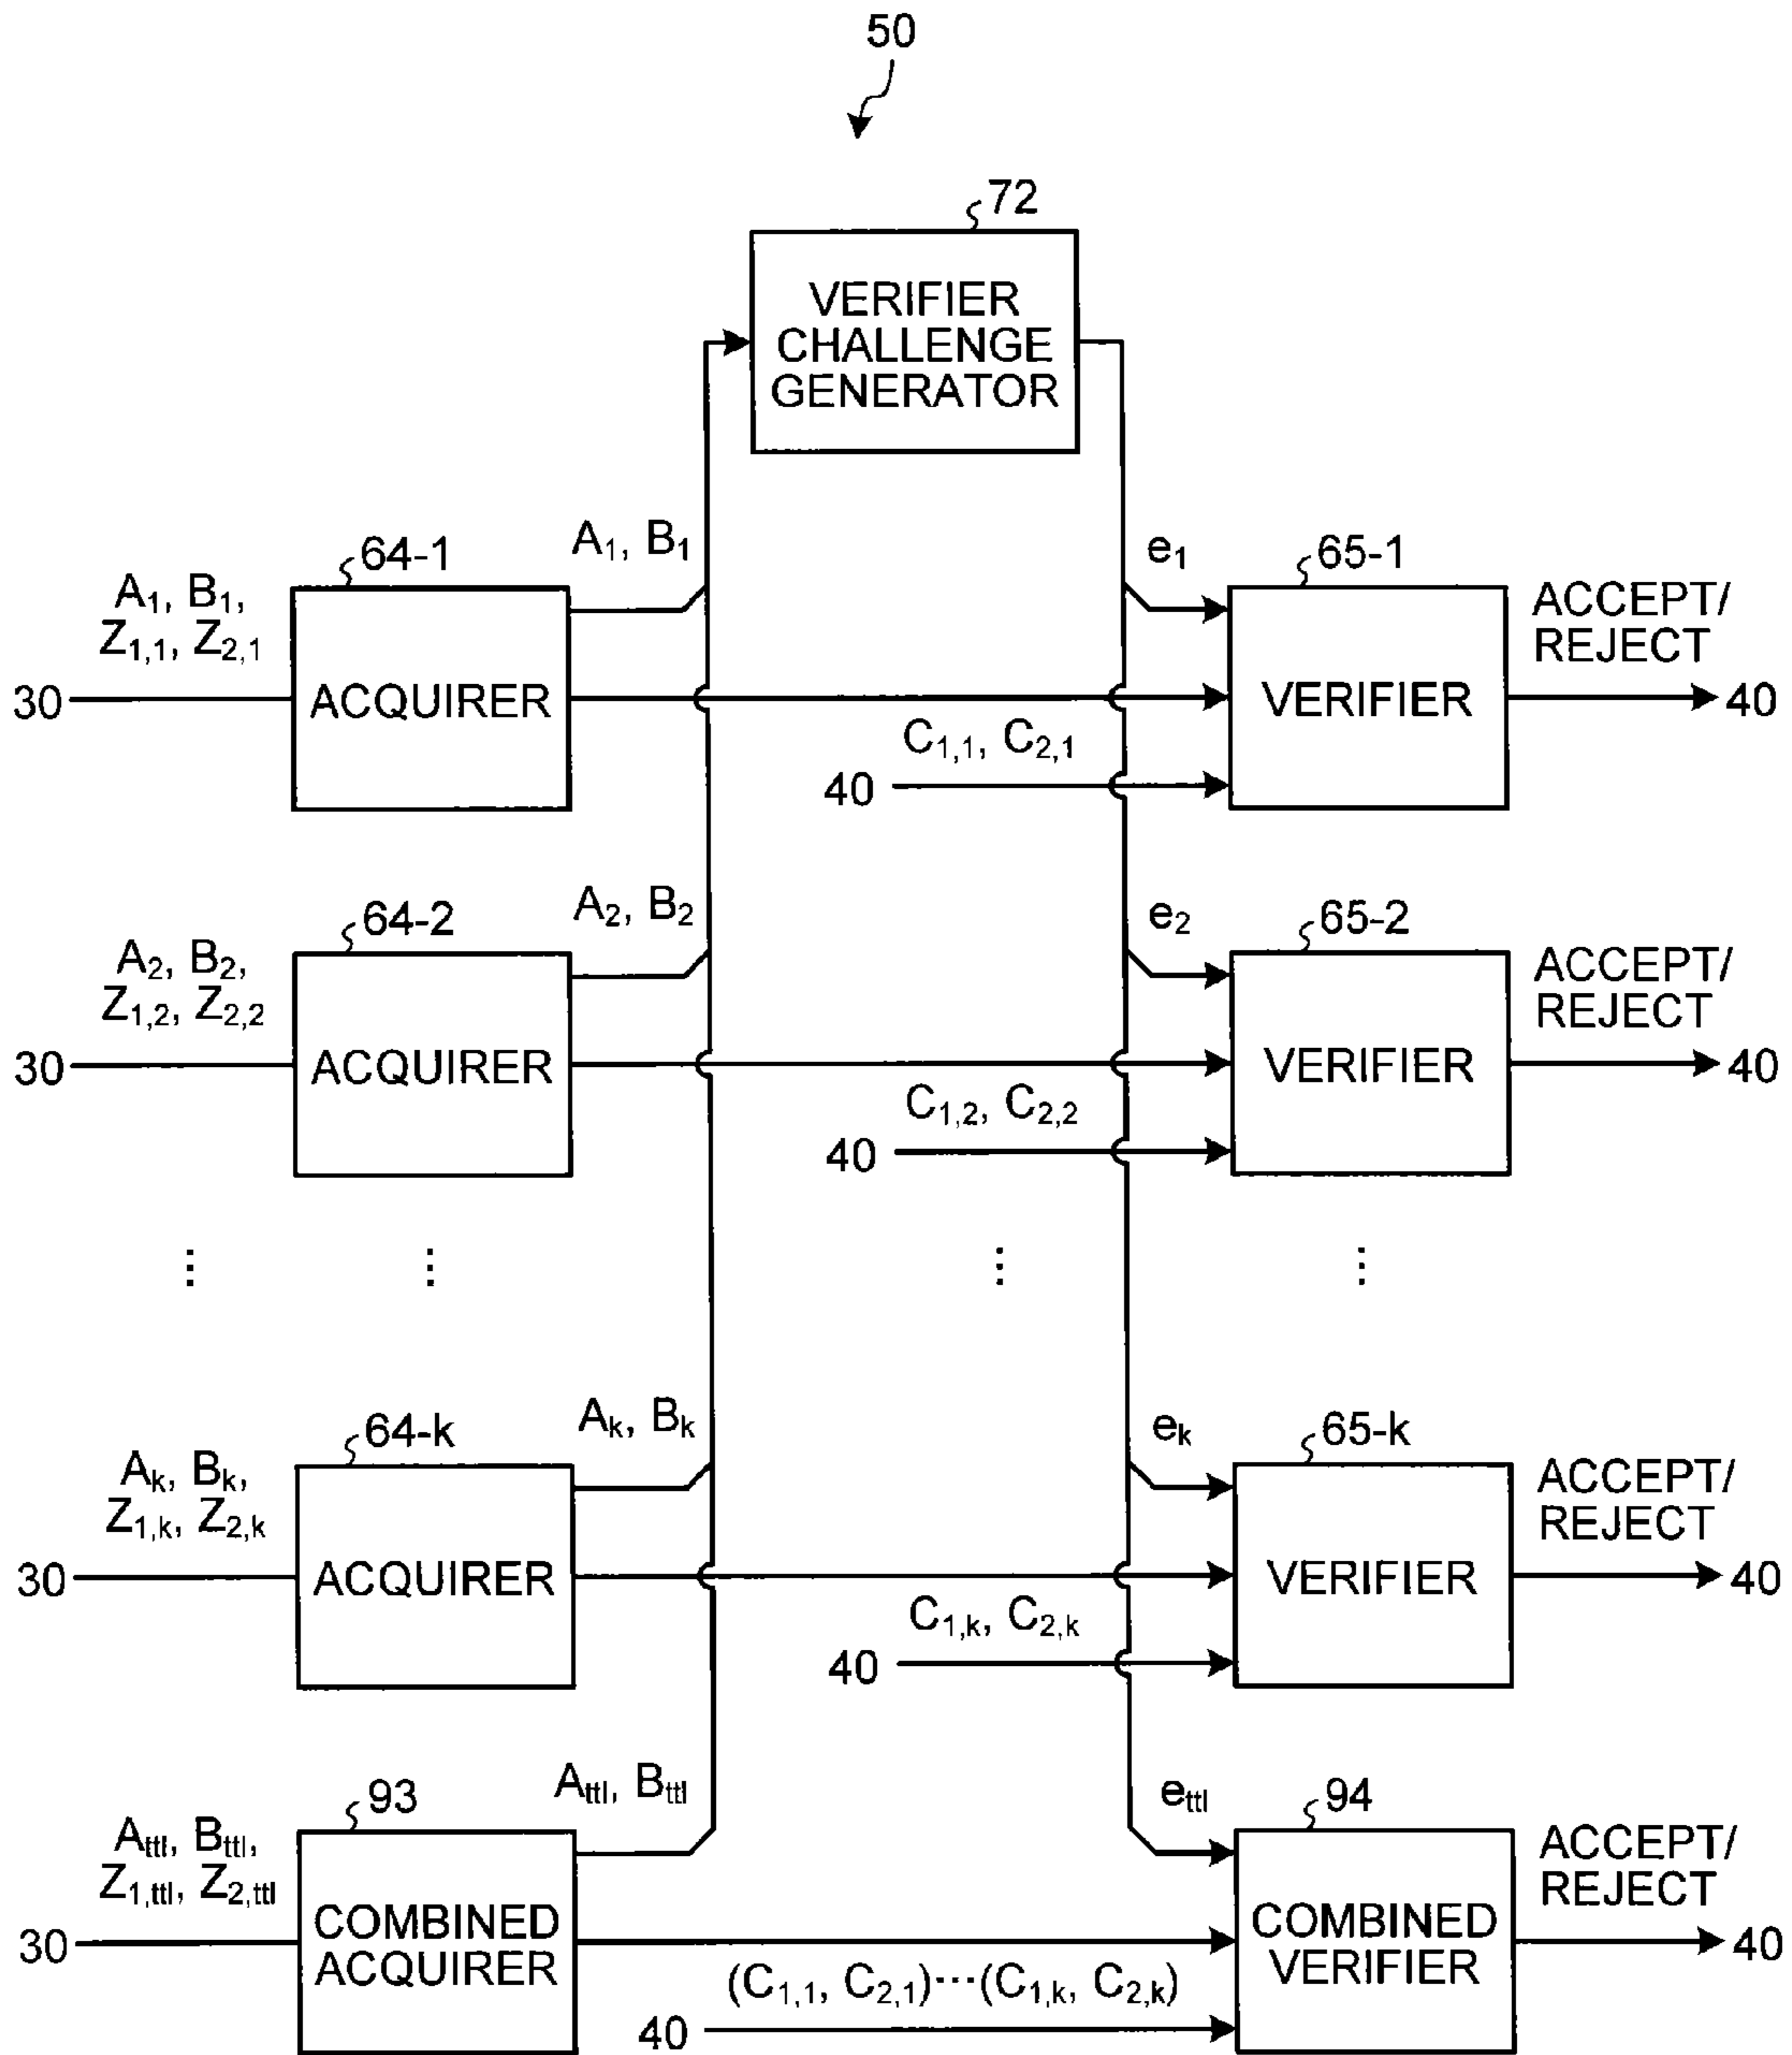 50
72
VERIFIER
CHALLENGE
GENERATOR
64-1
A₁, B₁
e₁
65-1
A₁, B₁,
Z₁,₁, Z₂,₁
ACCEPT/
REJECT
30
ACQUIRER
VERIFIER
40
C₁,₁, C₂,₁
40
64-2
A₂, B₂
e₂
65-2
A₂, B₂,
Z₁,₂, Z₂,₂
ACCEPT/
REJECT
30
ACQUIRER
VERIFIER
40
C₁,₂, C₂,₂
40
⋮ ⋮ ⋮ ⋮
64-k
Aₖ, Bₖ
eₖ
65-k
Aₖ, Bₖ,
Z₁,ₖ, Z₂,ₖ
ACCEPT/
REJECT
30
ACQUIRER
VERIFIER
40
C₁,ₖ, C₂,ₖ
40
93
Aₜₜₗ, Bₜₜₗ
eₜₜₗ
94
Aₜₜₗ, Bₜₜₗ,
Z₁,ₜₜₗ, Z₂,ₜₜₗ
ACCEPT/
REJECT
30
COMBINED
ACQUIRER
COMBINED
VERIFIER
40
(C₁,₁, C₂,₁)⋯(C₁,ₖ, C₂,ₖ)
40